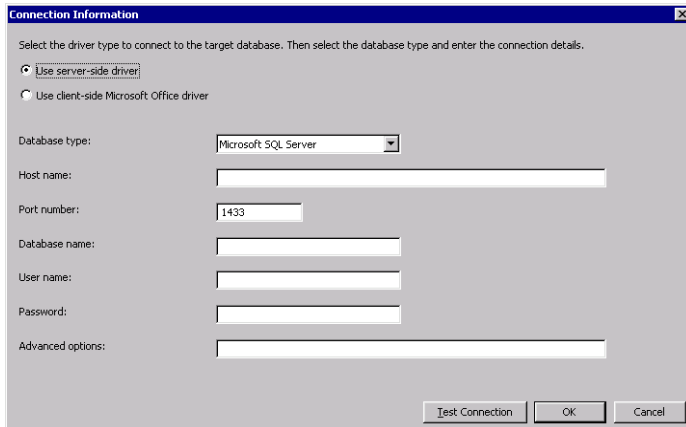 Connection Information
Select the driver type to connect to the target database. Then select the database type and enter the connection details.
Use server-side driver
Use client-side Microsoft Office driver
Database type: Microsoft SQL Server
Host name:
Port number: 1433
Database name:
User name:
Password:
Advanced options:
Test Connection OK Cancel